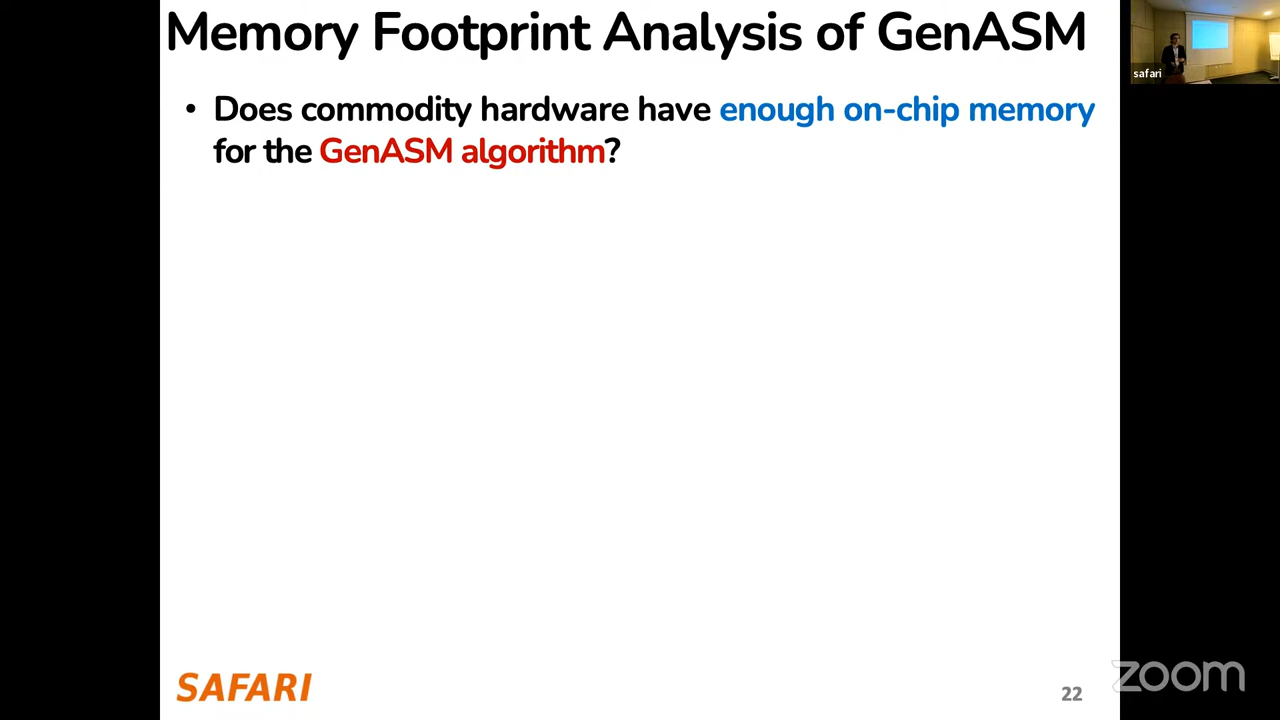 Memory Footprint Analysis of GenASM
• Does commodity hardware have enough on-chip memory
for the GenASM algorithm?
safari
SAFARI
22
zoom